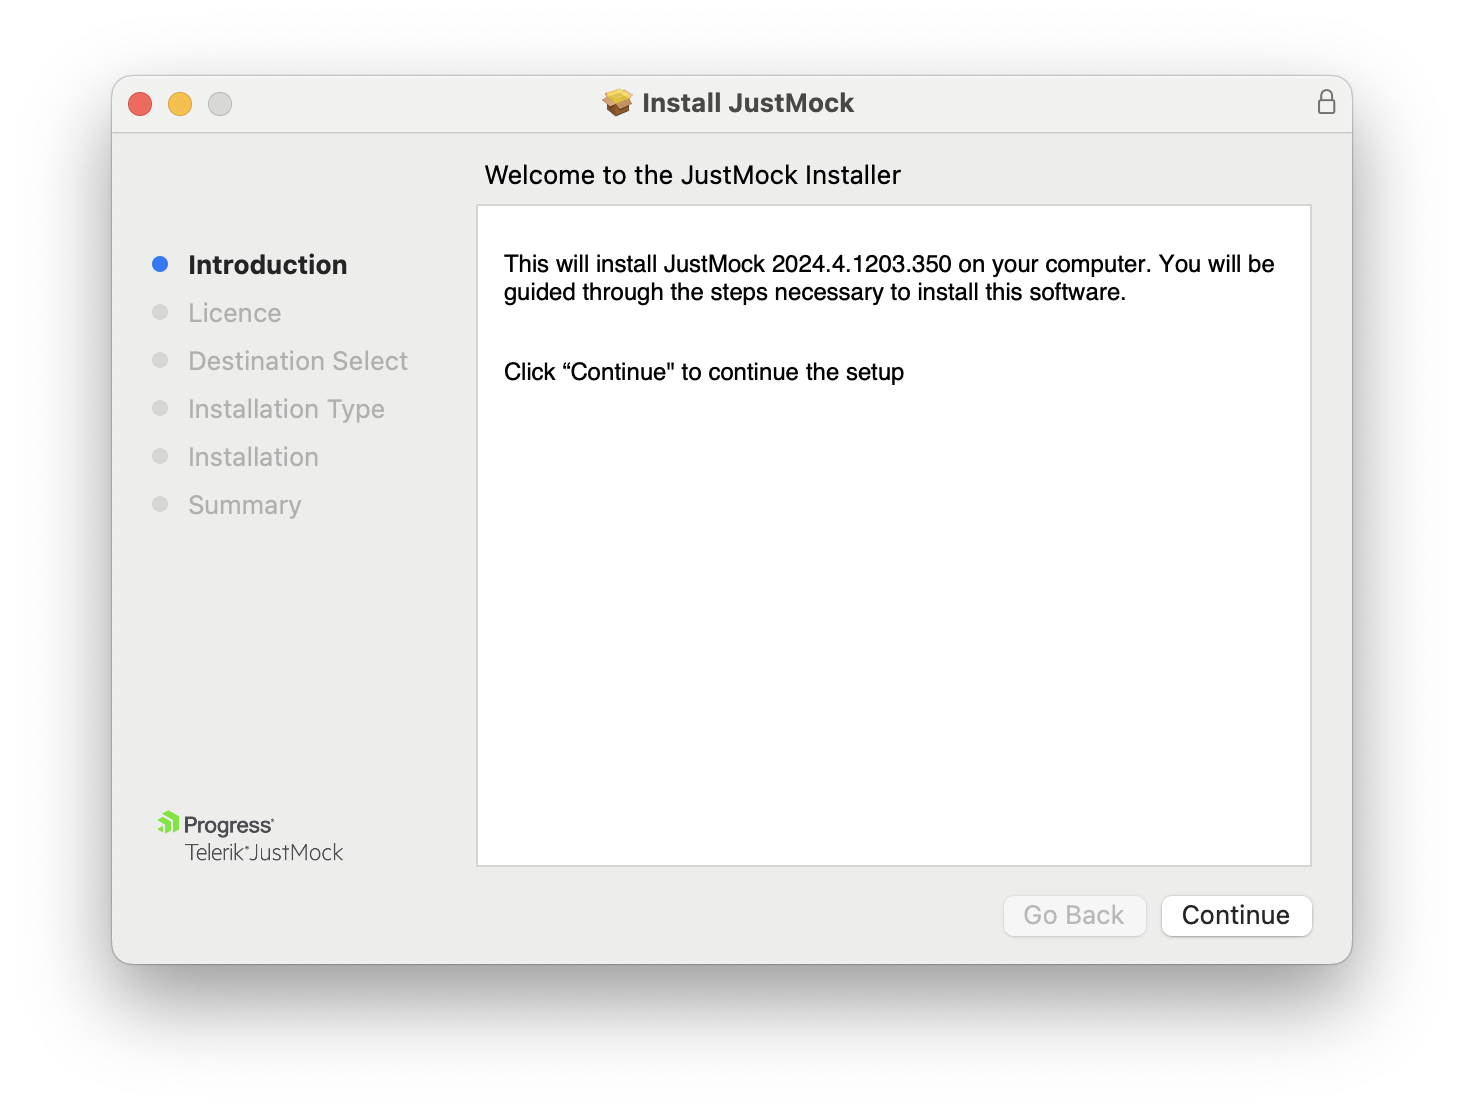 Install JustMock
Welcome to the JustMock Installer
Introduction
Licence
Destination Select
Installation Type
Installation
Summary
This will install JustMock 2024.4.1203.350 on your computer. You will be
guided through the steps necessary to install this software.
Click “Continue" to continue the setup
Progress®
Telerik® JustMock
Go Back
Continue